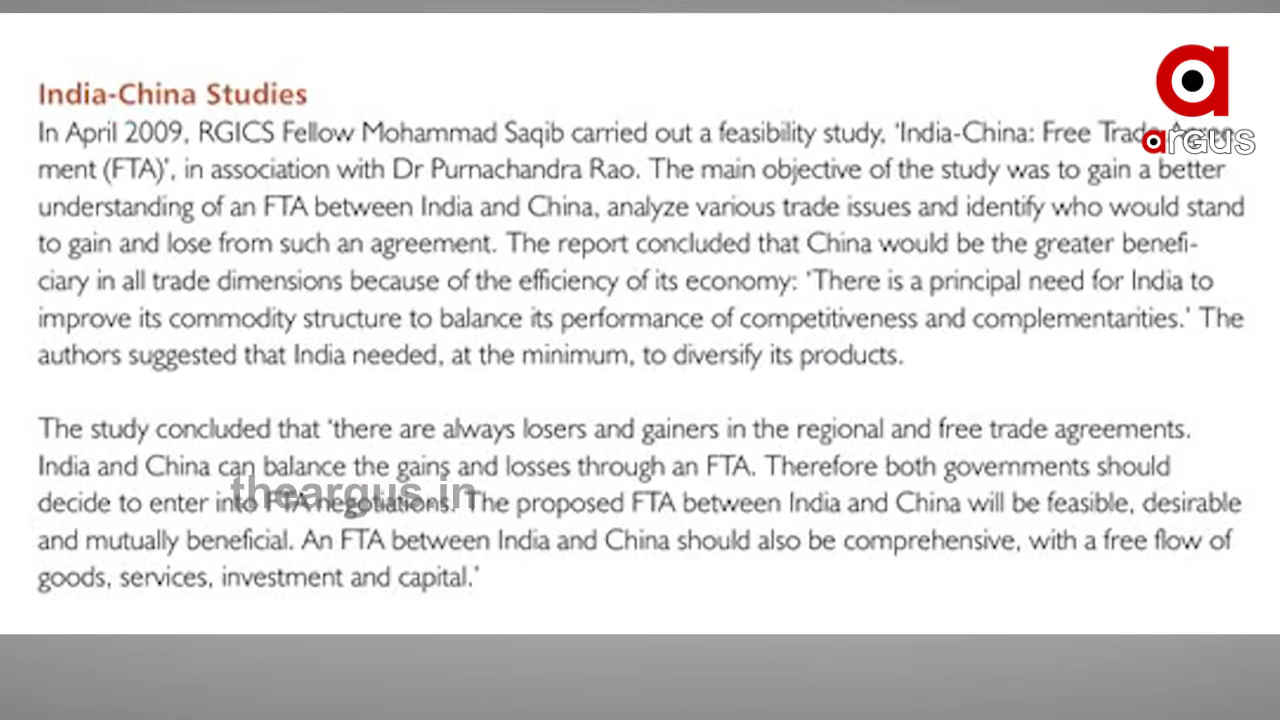 India-China Studies
In April 2009, RGICS Fellow Mohammad Saqib carried out a feasibility study, 'India-China: Free Trade
ment (FTA)', in association with Dr Purnachandra Rao. The main objective of the study was to gain a better
understanding of an FTA between India and China, analyze various trade issues and identify who would stand
to gain and lose from such an agreement. The report concluded that China would be the greater benefi-
ciary in all trade dimensions because of the efficiency of its economy: 'There is a principal need for India to
improve its commodity structure to balance its performance of competitiveness and complementarities.' The
authors suggested that India needed, at the minimum, to diversify its products.
The study concluded that 'there are always losers and gainers in the regional and free trade agreements.
India and China can balance the gains and losses through an FTA. Therefore both governments should
decide to enter into FTA negotiations. The proposed FTA between India and China will be feasible, desirable
and mutually beneficial. An FTA between India and China should also be comprehensive, with a free flow of
goods, services, investment and capital.'
a
argus
theargus.in